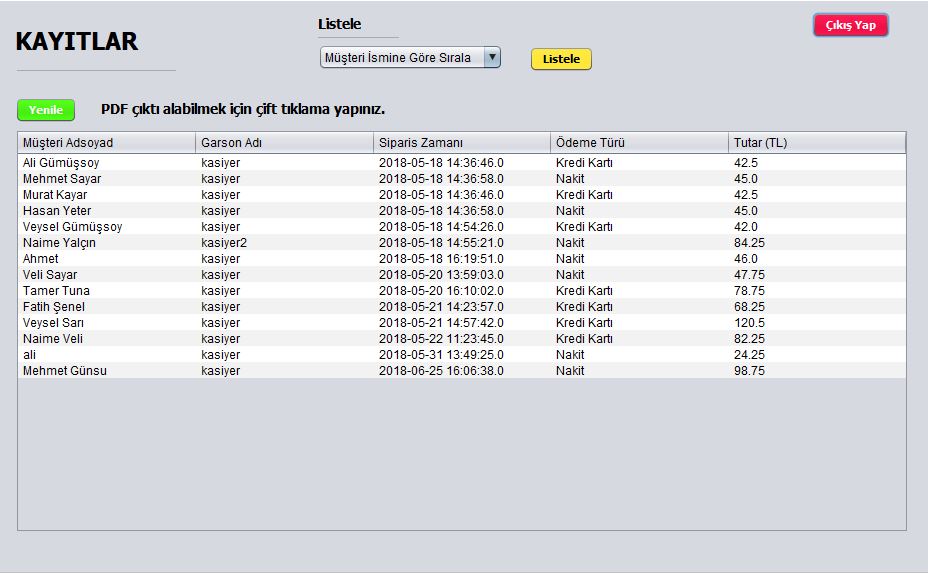 KAYITLAR
Listele
Müşteri İsmine Göre Sırala
Listele
Çıkış Yap
Yenile
PDF çıktı alabilmek için çift tıklama yapınız.
Müşteri Adsoyad Garson Adı Siparis Zamanı Ödeme Türü Tutar (TL)
Ali Gümüşsoy kasiyer 2018-05-18 14:36:46.0 Kredi Kartı 42.5
Mehmet Sayar kasiyer 2018-05-18 14:36:58.0 Nakit 45.0
Murat Kayar kasiyer 2018-05-18 14:36:46.0 Kredi Kartı 42.5
Hasan Yeter kasiyer 2018-05-18 14:36:58.0 Nakit 45.0
Veysel Gümüşsoy kasiyer 2018-05-18 14:54:26.0 Kredi Kartı 42.0
Naime Yalçın kasiyer2 2018-05-18 14:55:21.0 Nakit 84.25
Ahmet kasiyer 2018-05-18 16:19:51.0 Nakit 46.0
Veli Sayar kasiyer 2018-05-20 13:59:03.0 Nakit 47.75
Tamer Tuna kasiyer 2018-05-20 16:10:02.0 Kredi Kartı 78.75
Fatih Şenel kasiyer 2018-05-21 14:23:57.0 Kredi Kartı 68.25
Veysel Sarı kasiyer 2018-05-21 14:57:42.0 Kredi Kartı 120.5
Naime Veli kasiyer 2018-05-22 11:23:45.0 Kredi Kartı 82.25
ali kasiyer 2018-05-31 13:49:25.0 Nakit 24.25
Mehmet Günsu kasiyer 2018-06-25 16:06:38.0 Nakit 98.75